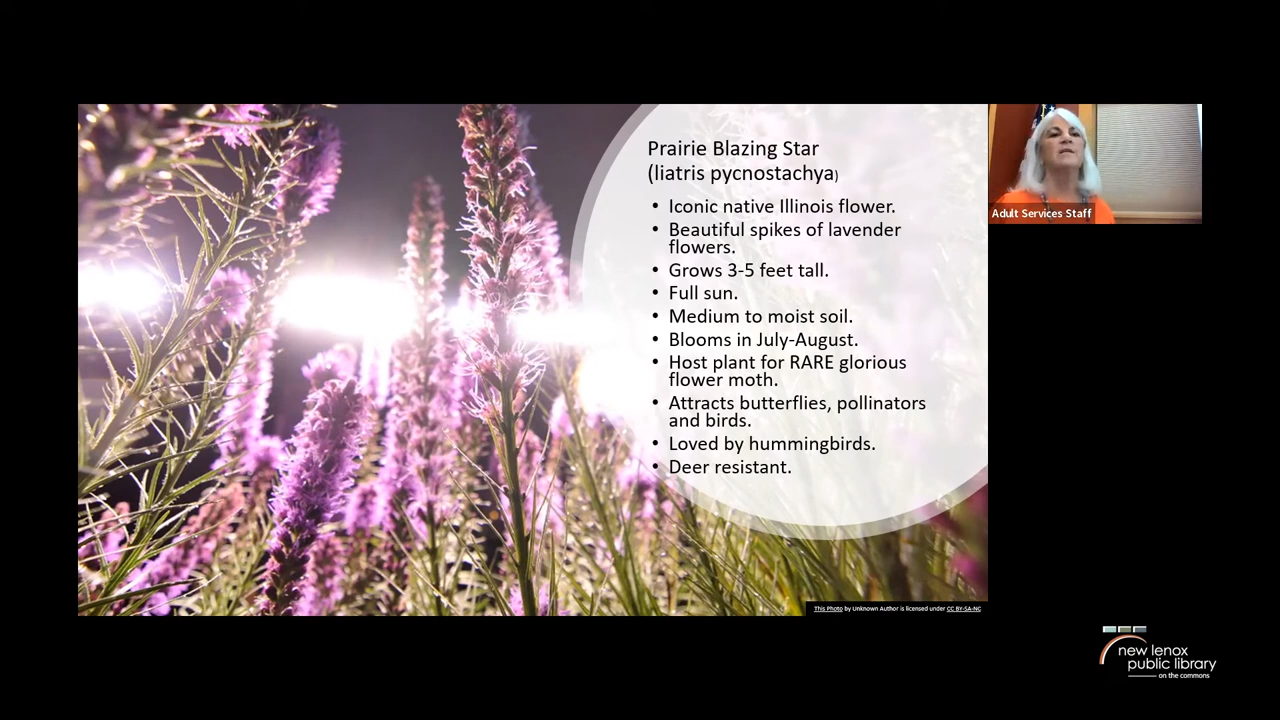 Prairie Blazing Star
(liatris pycnostachya)
• Iconic native Illinois flower.
• Beautiful spikes of lavender
flowers.
• Grows 3-5 feet tall.
• Full sun.
• Medium to moist soil.
• Blooms in July-August.
• Host plant for RARE glorious
flower moth.
• Attracts butterflies, pollinators
and birds.
• Loved by hummingbirds.
• Deer resistant.
Adult Services Staff
This Photo by Unknown Author is licensed under CC BY-SA-NC
new lenox
public library
on the commons